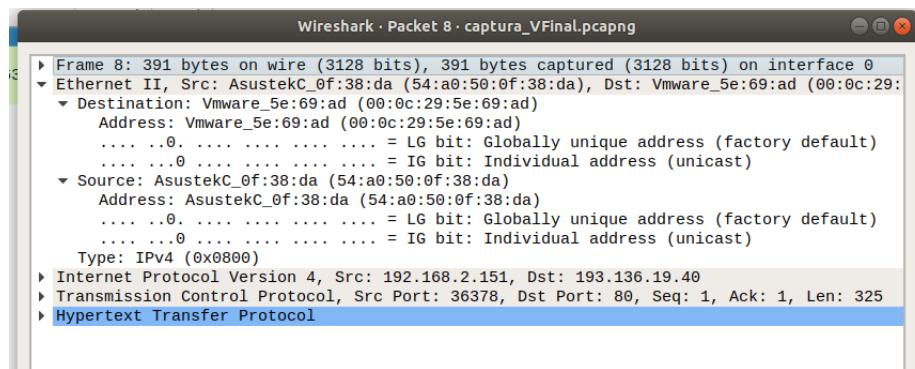 Wireshark · Packet 8 · captura_VFinal.pcapng
Frame 8: 391 bytes on wire (3128 bits), 391 bytes captured (3128 bits) on interface 0
Ethernet II, Src: AsustekC_0f:38:da (54:a0:50:0f:38:da), Dst: Vmware_5e:69:ad (00:0c:29:
Destination: Vmware_5e:69:ad (00:0c:29:5e:69:ad)
Address: Vmware_5e:69:ad (00:0c:29:5e:69:ad)
.... ..0. .... .... .... .... = LG bit: Globally unique address (factory default)
.... ...0 .... .... .... .... = IG bit: Individual address (unicast)
Source: AsustekC_0f:38:da (54:a0:50:0f:38:da)
Address: AsustekC_0f:38:da (54:a0:50:0f:38:da)
.... ..0. .... .... .... .... = LG bit: Globally unique address (factory default)
.... ...0 .... .... .... .... = IG bit: Individual address (unicast)
Type: IPv4 (0x0800)
Internet Protocol Version 4, Src: 192.168.2.151, Dst: 193.136.19.40
Transmission Control Protocol, Src Port: 36378, Dst Port: 80, Seq: 1, Ack: 1, Len: 325
Hypertext Transfer Protocol